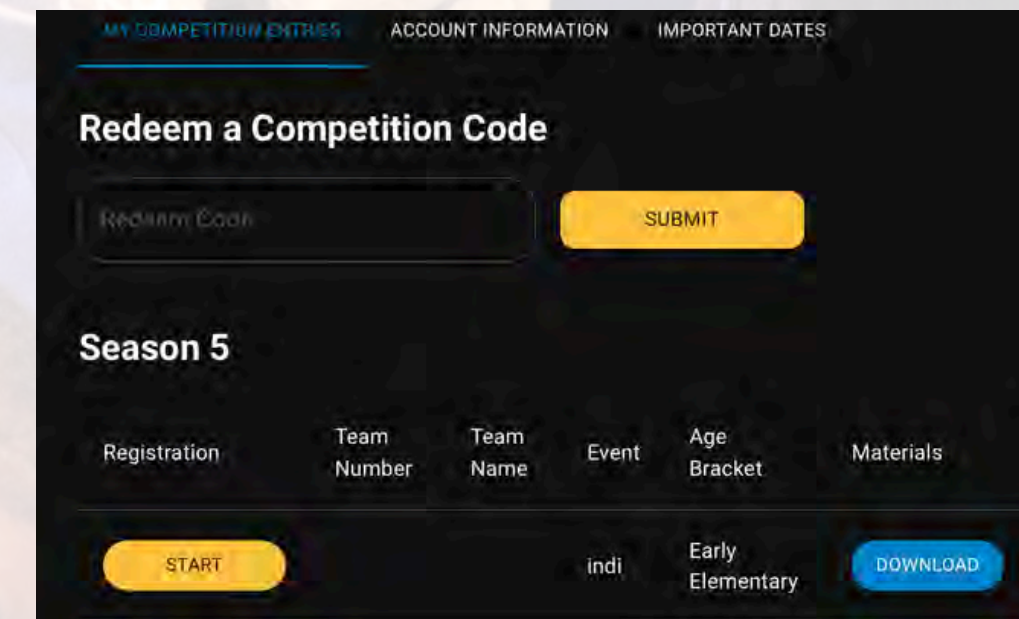 MY COMPETITION ENTRIES ACCOUNT INFORMATION IMPORTANT DATES
Redeem a Competition Code
Redeem Code
SUBMIT
Season 5
Registration Team Number Team Name Event Age Bracket Materials
START indi Early Elementary DOWNLOAD